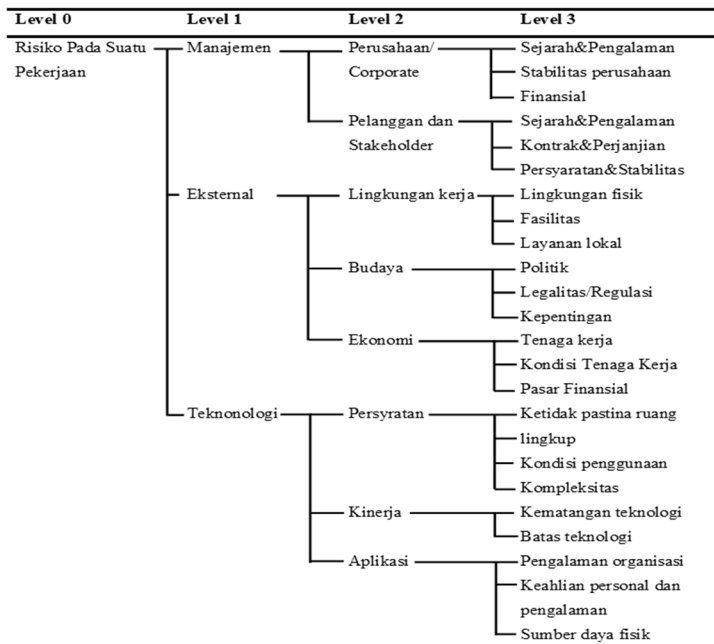 Level 0 Level 1 Level 2 Level 3
Risiko Pada Suatu Manajemen Perusahaan/ Sejarah&Pengalaman
Pekerjaan Corporate Stabilitas perusahaan
Finansial
Pelanggan dan Sejarah&Pengalaman
Stakeholder Kontrak&Perjanjian
Persyaratan&Stabilitas
Eksternal Lingkungan kerja Lingkungan fisik
Fasilitas
Layanan lokal
Budaya Politik
Legalitas/Regulasi
Kepentingan
Ekonomi Tenaga kerja
Kondisi Tenaga Kerja
Pasar Finansial
Teknonologi Persyratan Ketidak pastina ruang
lingkup
Kondisi penggunaan
Kompleksitas
Kinerja Kematangan teknologi
Batas teknologi
Aplikasi Pengalaman organisasi
Keahlian personal dan
pengalaman
Sumber daya fisik